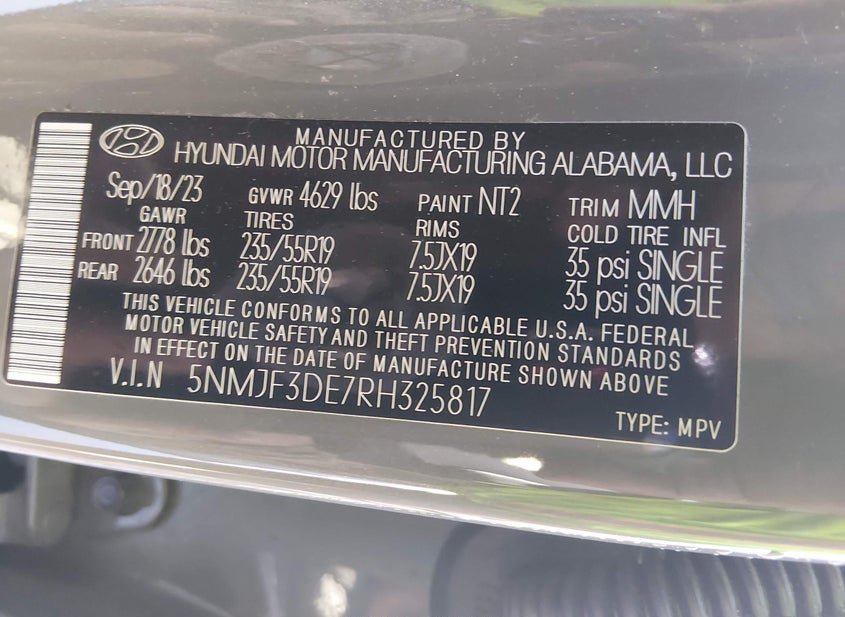 MANUFACTURED BY
HYUNDAI MOTOR MANUFACTURING ALABAMA, LLC
Sep/18/23 GVWR 4629 lbs PAINT NT2 TRIM MMH
GAWR TIRES RIMS COLD TIRE INFL
FRONT 2778 lbs 235/55R19 7.5JX19 35 psi SINGLE
REAR 2646 lbs 235/55R19 7.5JX19 35 psi SINGLE
THIS VEHICLE CONFORMS TO ALL APPLICABLE U.S.A. FEDERAL
MOTOR VEHICLE SAFETY AND THEFT PREVENTION STANDARDS
IN EFFECT ON THE DATE OF MANUFACTURE SHOWN ABOVE
V.I.N 5NMJF3DE7RH325817
TYPE: MPV